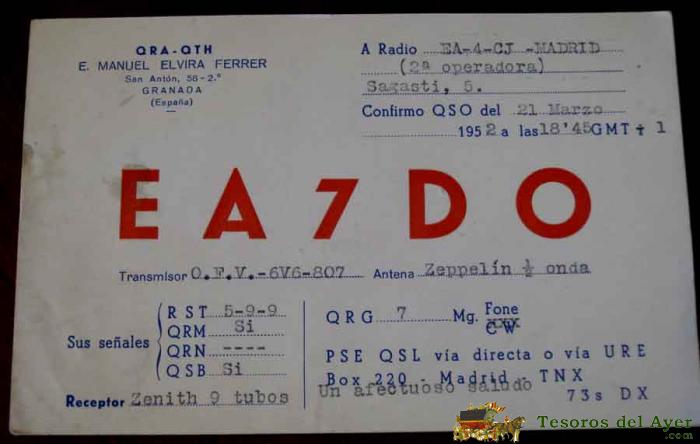 QRA-QTH
E. MANUEL ELVIRA FERRER
San Antón, 56-2.º
GRANADA
(España)
A Radio EA-4-CJ -MADRID
(2ª operadora)
Sagasti, 5.
Confirmo QSO del 21 Marzo
1952 a las 18'45 GMT + 1
EA7DO
Transmisor O.F.V.-6V6-807 Antena Zeppelín ½ onda
Sus señales
RST 5-9-9
QRM Si
QRN ----
QSB Si
Receptor Zenith 9 tubos
QRG 7 Mg. Fone
CW
PSE QSL vía directa o vía URE
Box 220 - Madrid - TNX
Un afectuoso saludo
73s DX
Tesoros del Ayer
.com